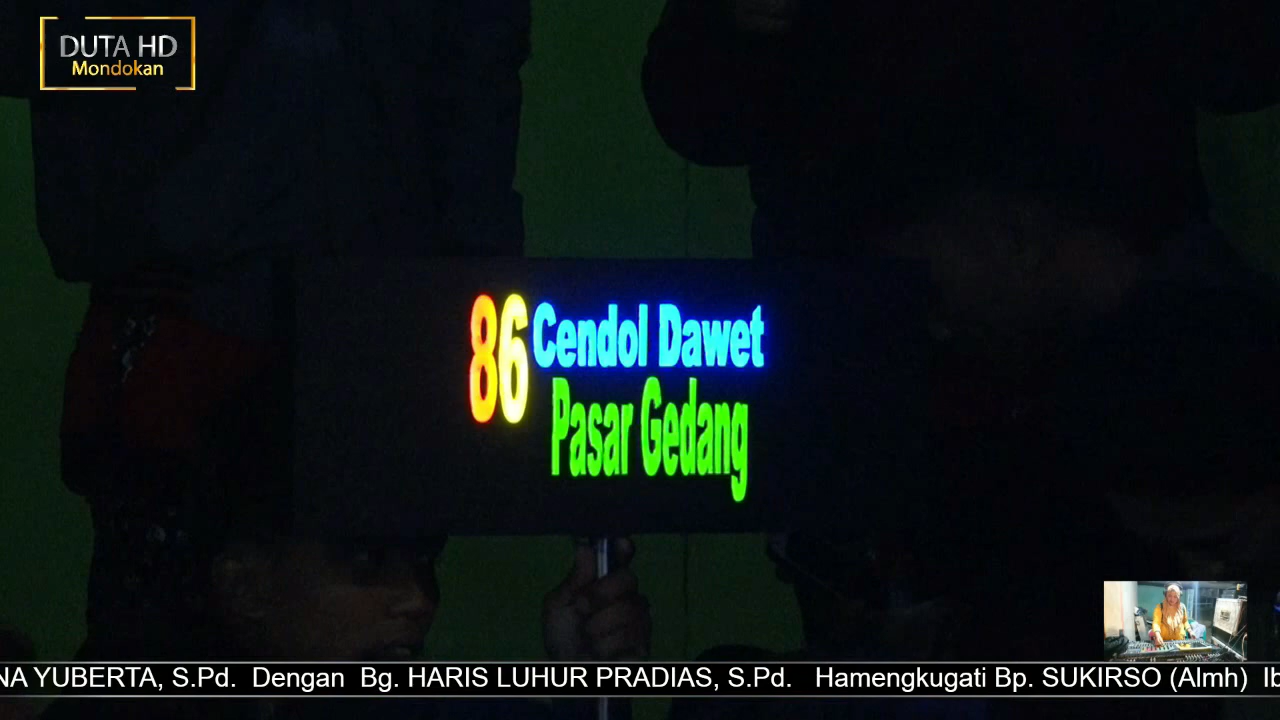 DUTA HD
Mondokan
86 Cendol Dawet
Pasar Gedang
NA YUBERTA, S.Pd. Dengan Bg. HARIS LUHUR PRADIAS, S.Pd. Hamengkugati Bp. SUKIRSO (Almh) Ib